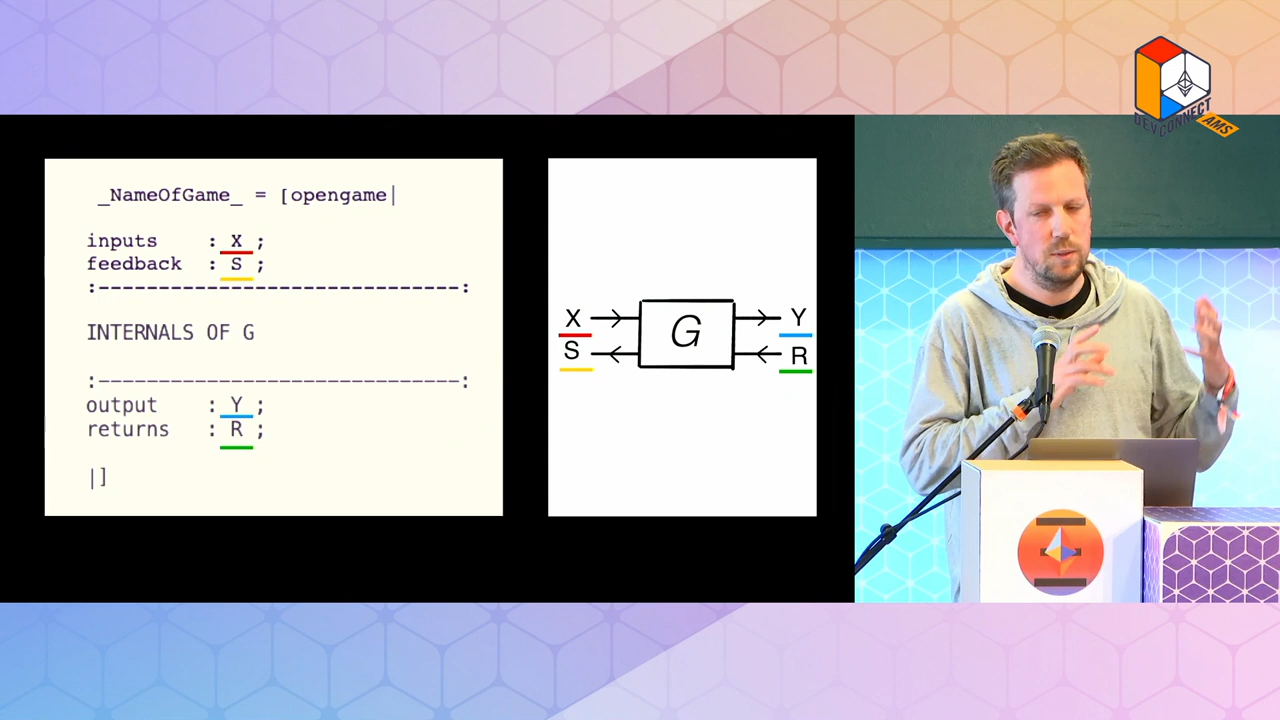 _NameOfGame_ = [opengame|
inputs : X ;
feedback : S ;
:-------------------------------:
INTERNALS OF G
:-------------------------------:
output : Y ;
returns : R ;
|]
X
S
G
Y
R
DEVCONNECT
AMS